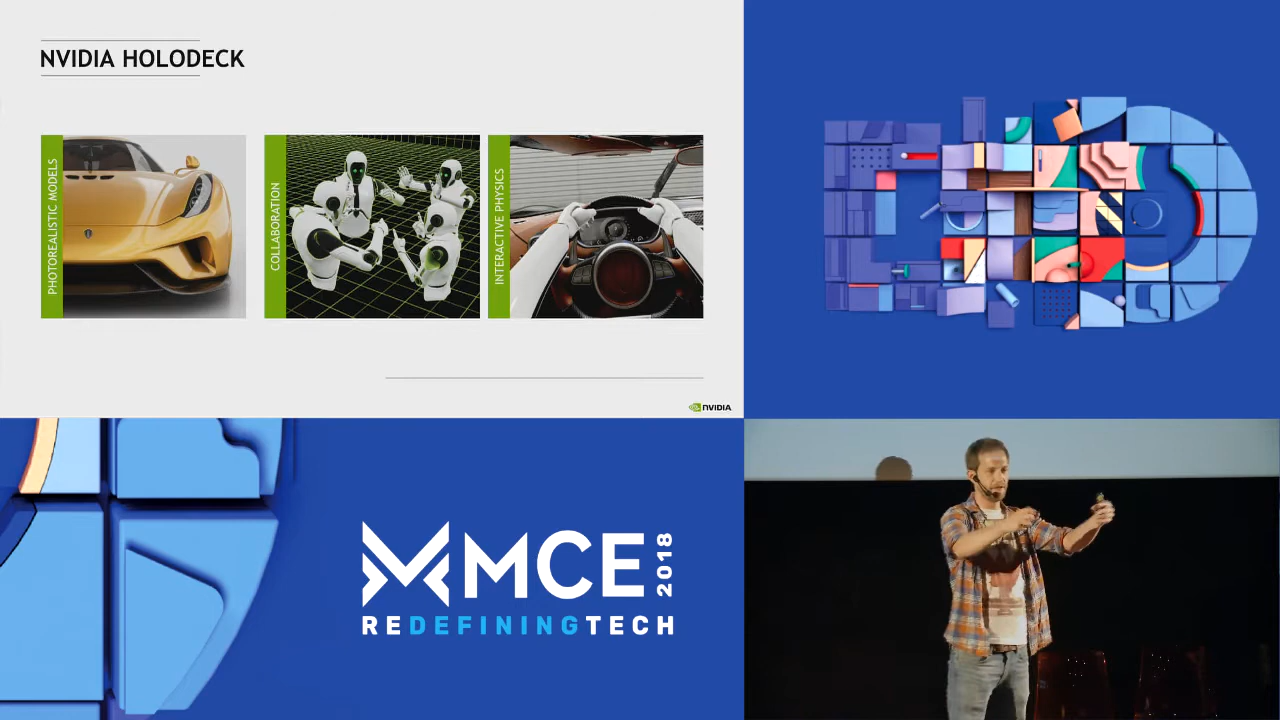 NVIDIA HOLODECK
PHOTOREALISTIC MODELS
COLLABORATION
INTERACTIVE PHYSICS
NVIDIA
MCE 2018
REDEFININGTECH